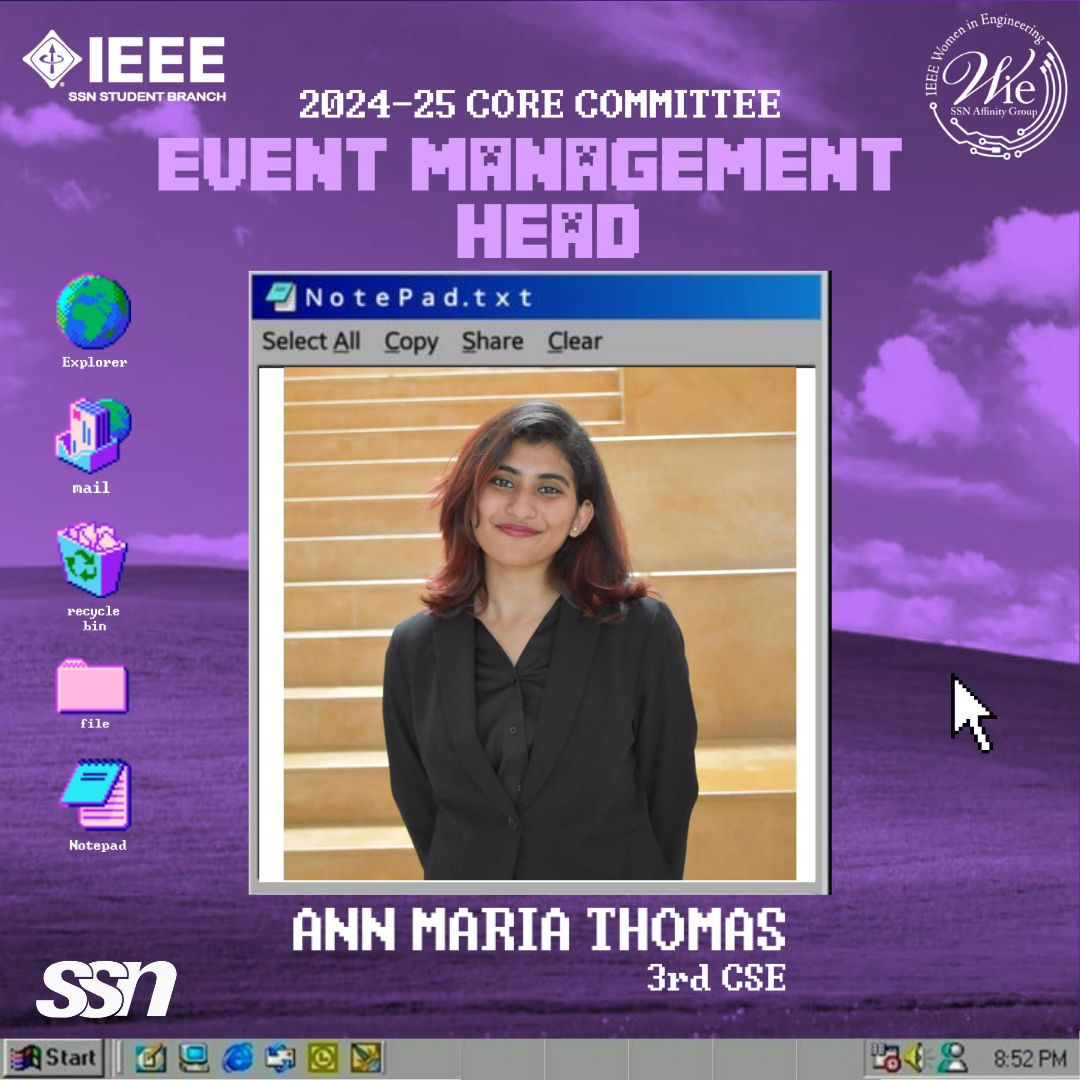 IEEE
SSN STUDENT BRANCH
IEEE Women in Engineering
WiE
SSN Affinity Group
2024-25 CORE COMMITTEE
EVENT MANAGEMENT
HEAD
NotePad.txt
Select All Copy Share Clear
Explorer
mail
recycle
bin
file
Notepad
ANN MARIA THOMAS
3rd CSE
ssn
Start
8:52 PM